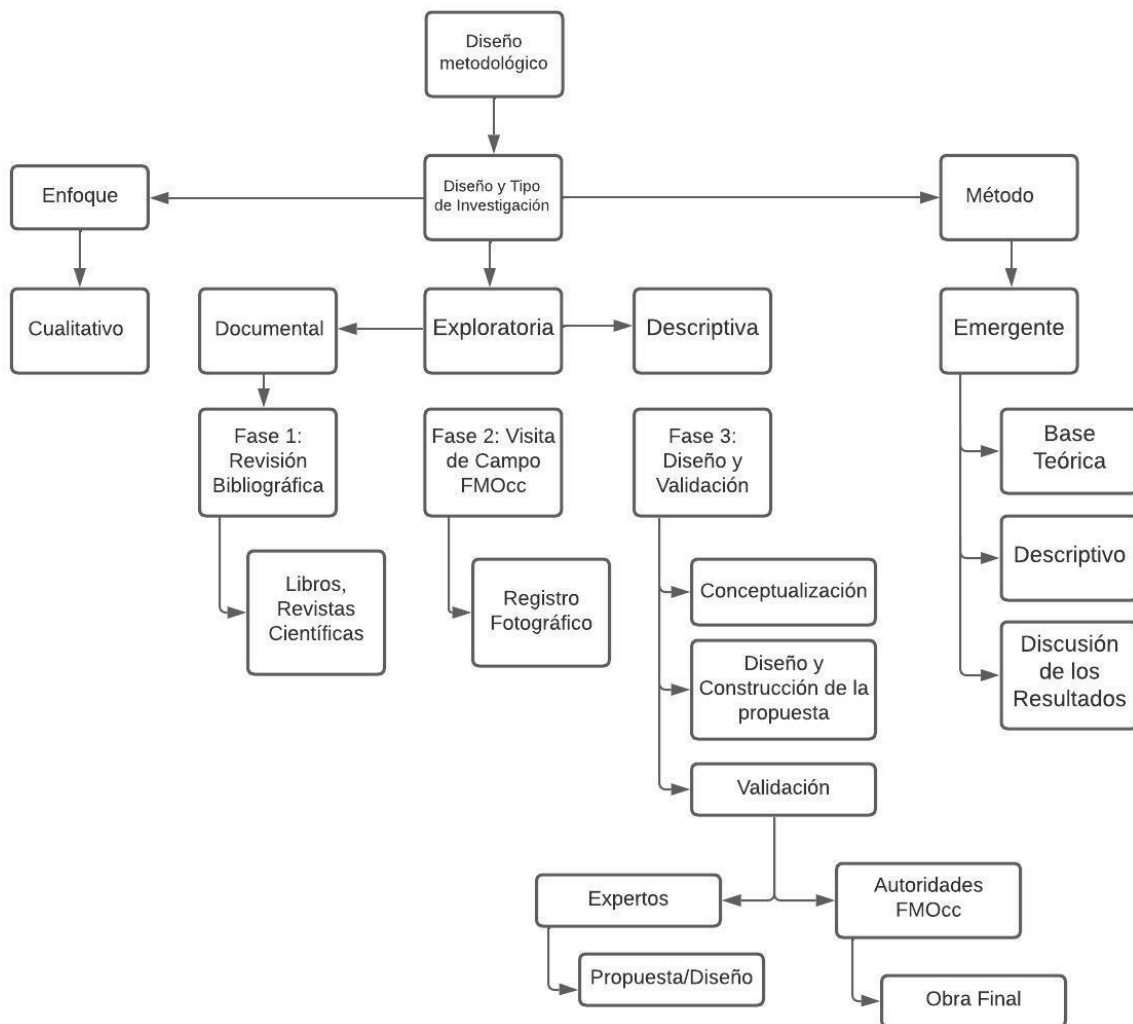 Diseño
metodológico
Enfoque
Diseño y Tipo
de Investigación
Método
Cualitativo
Documental
Exploratoria
Descriptiva
Emergente
Fase 1:
Revisión
Bibliográfica
Fase 2: Visita
de Campo
FMOcc
Fase 3:
Diseño y
Validación
Base
Teórica
Libros,
Revistas
Científicas
Registro
Fotográfico
Conceptualización
Descriptivo
Diseño y
Construcción de la
propuesta
Discusión
de los
Resultados
Validación
Expertos
Autoridades
FMOcc
Propuesta/Diseño
Obra Final